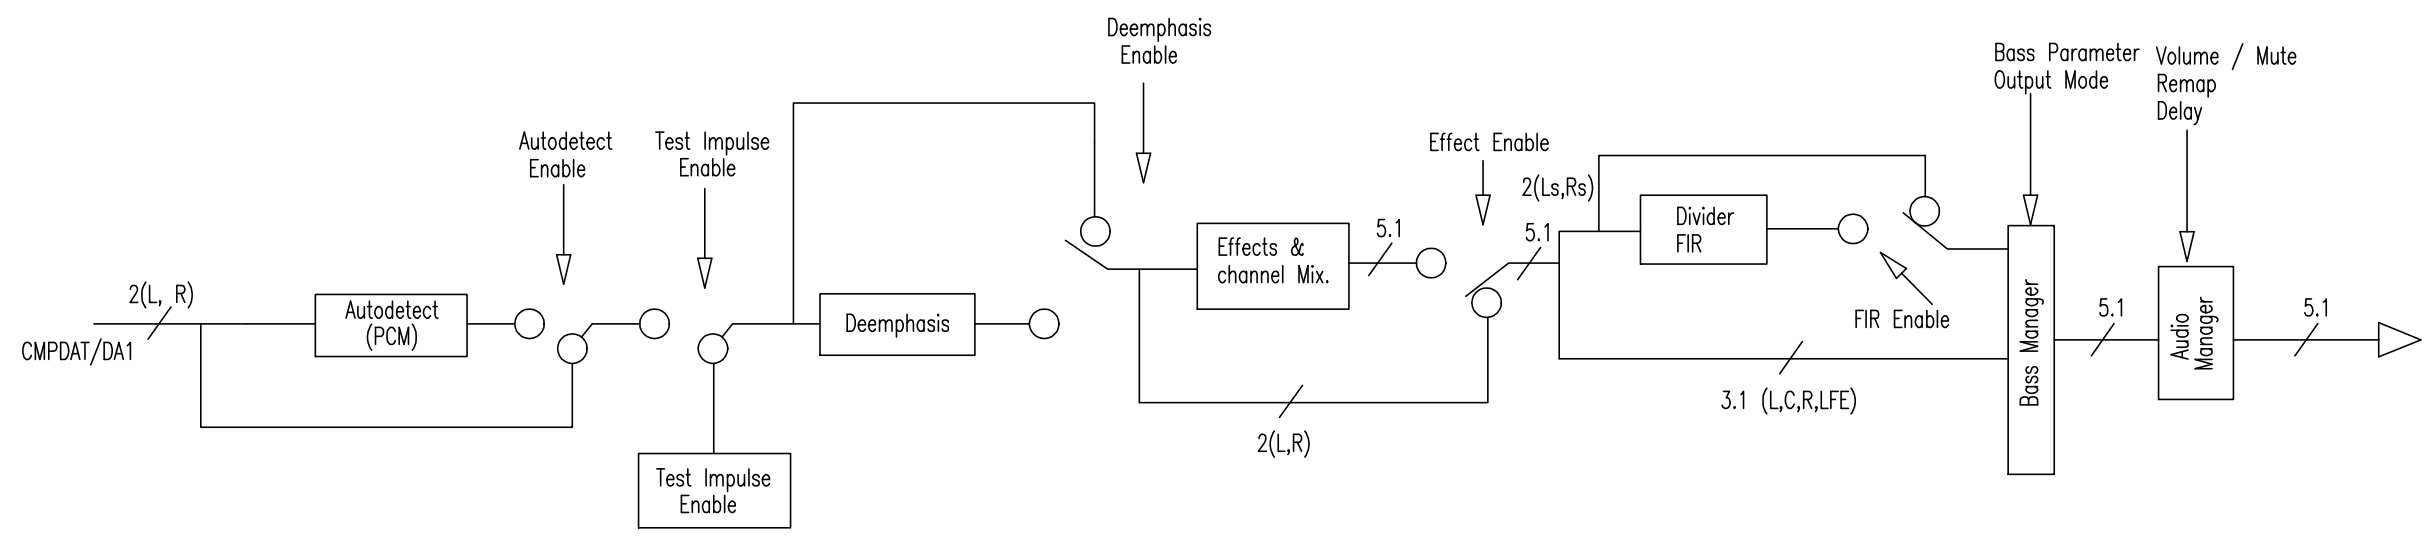 Deemphasis
Enable
Bass Parameter
Output Mode
Volume / Mute
Remap
Delay
Autodetect
Enable
Test Impulse
Enable
Effect Enable
2(Ls,Rs)
5.1
5.1
Divider
FIR
Effects &
channel Mix.
2(L, R)
CMPDAT/DA1
Autodetect
(PCM)
Deemphasis
FIR Enable
Bass Manager
5.1
Audio
Manager
5.1
3.1 (L,C,R,LFE)
2(L,R)
Test Impulse
Enable